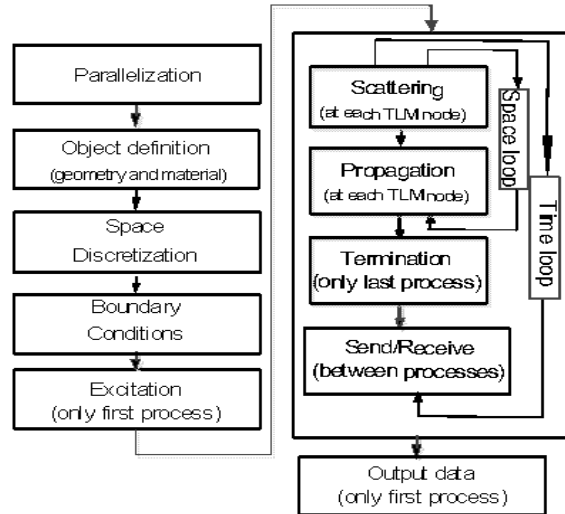 Parallelization
Object definition
(geometry and material)
Space
Discretization
Boundary
Conditions
Excitation
(only first process)
Scattering
(at each TLM node)
Propagation
(at each TLM node)
Termination
(only last process)
Send/Receive
(between processes)
Space loop
Time loop
Output data
(only first process)